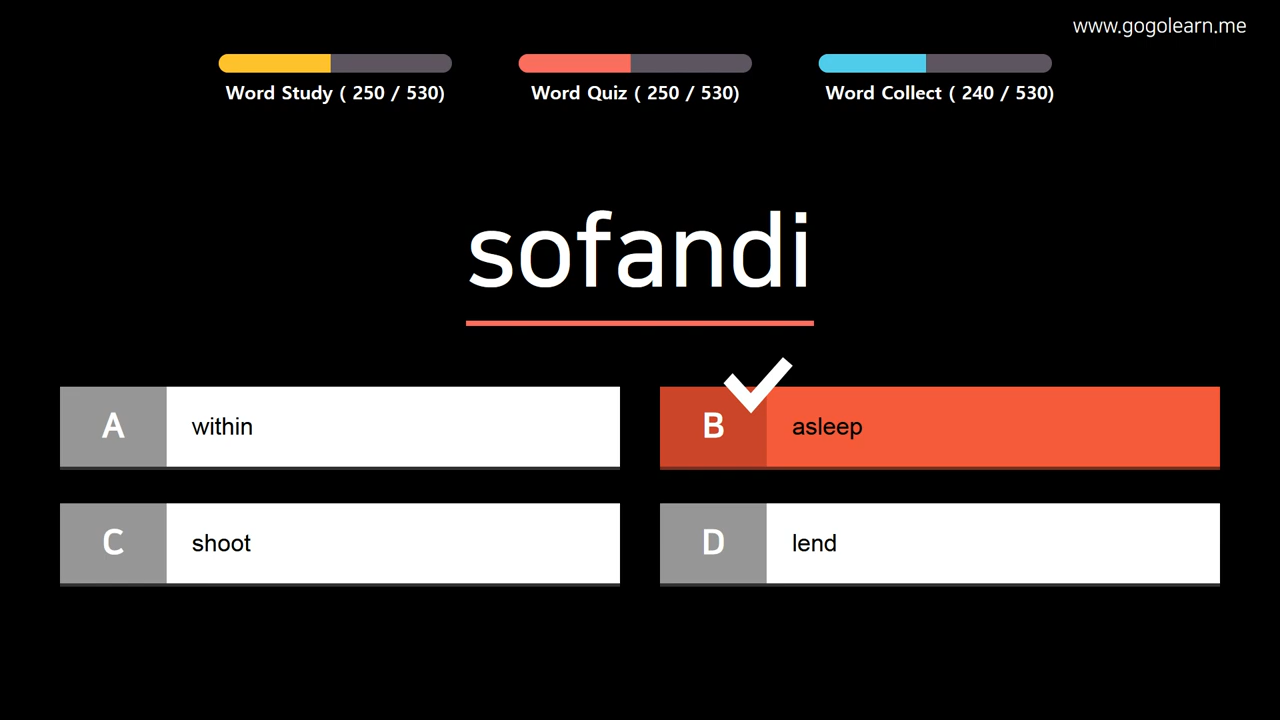 www.gogolearn.me
Word Study ( 250 / 530)
Word Quiz ( 250 / 530)
Word Collect ( 240 / 530)
sofandi
A within
B asleep
C shoot
D lend